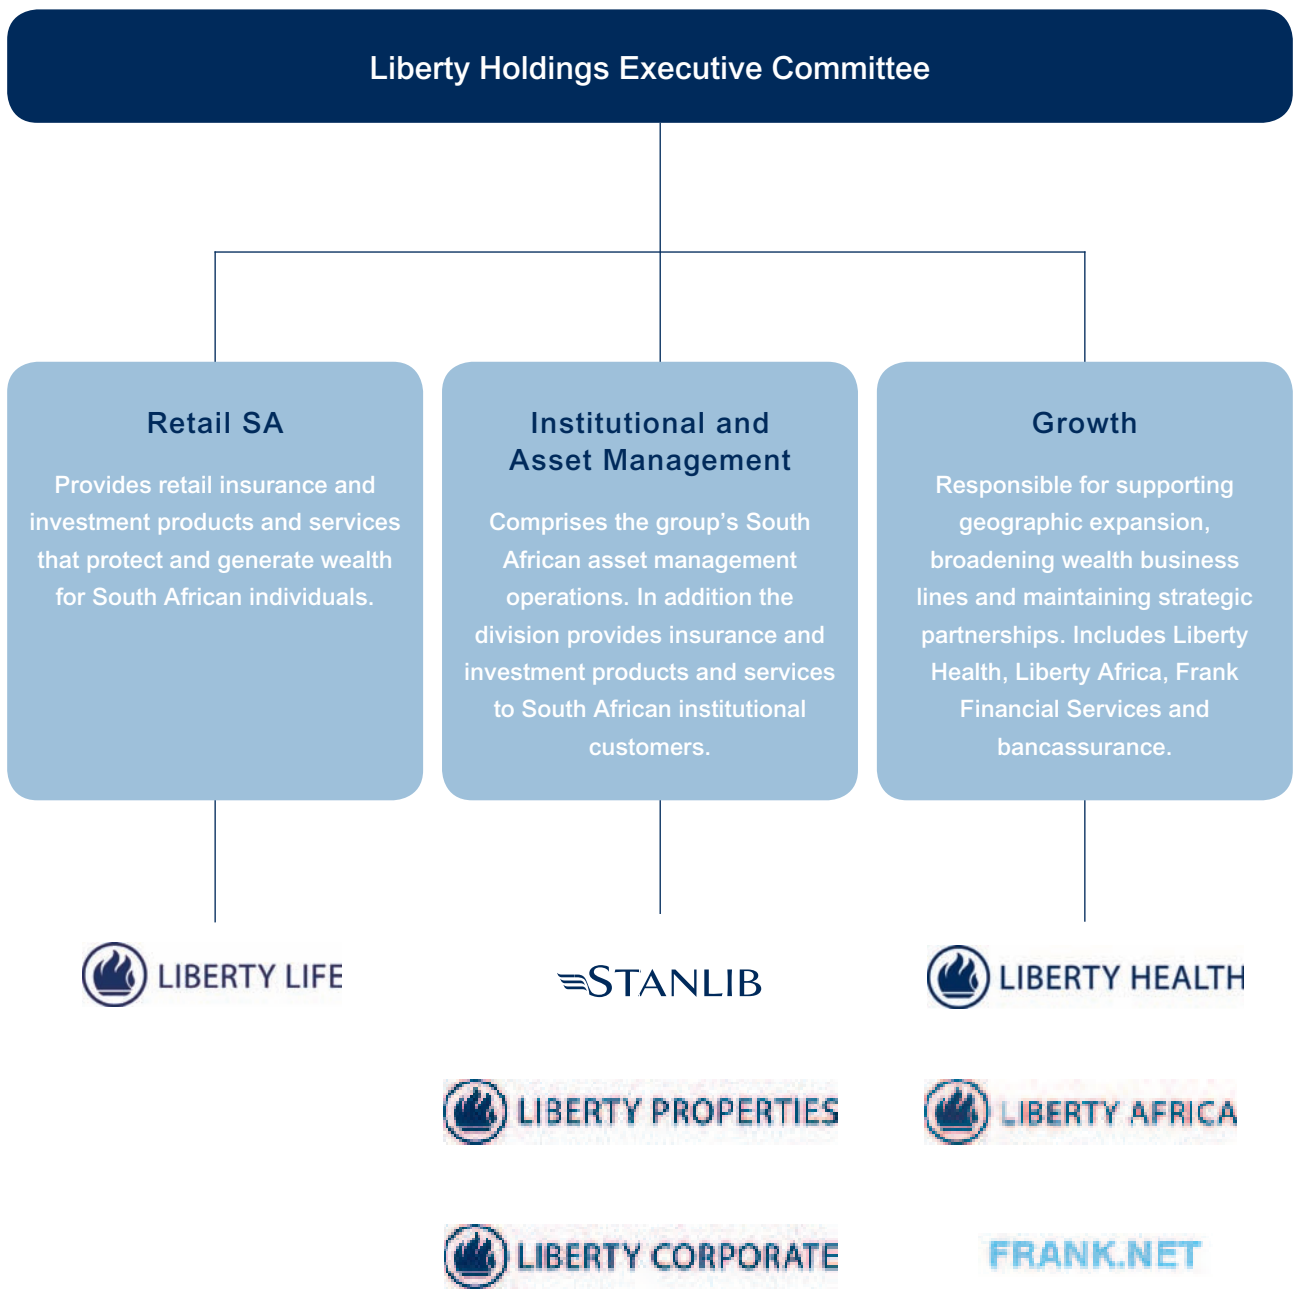 Liberty Holdings Executive Committee
Retail SA
Provides retail insurance and
investment products and services
that protect and generate wealth
for South African individuals.
Institutional and
Asset Management
Comprises the group's South
African asset management
operations. In addition the
division provides insurance and
investment products and services
to South African institutional
customers.
Growth
Responsible for supporting
geographic expansion,
broadening wealth business
lines and maintaining strategic
partnerships. Includes Liberty
Health, Liberty Africa, Frank
Financial Services and
bancassurance.
LIBERTY LIFE
STANLIB
LIBERTY PROPERTIES
LIBERTY CORPORATE
LIBERTY HEALTH
LIBERTY AFRICA
FRANK.NET